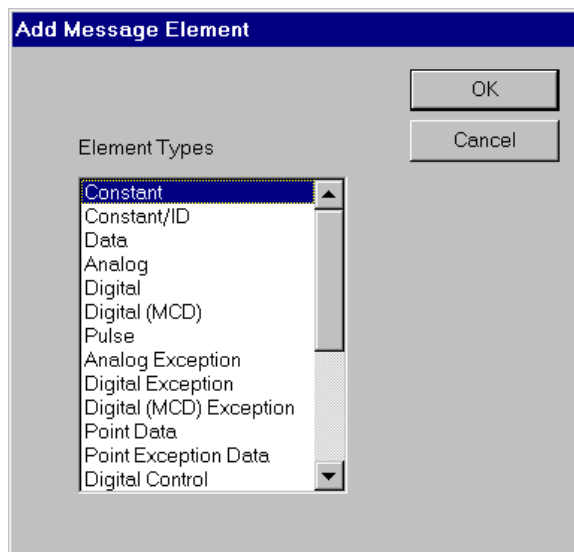 Add Message Element
OK
Cancel
Element Types
Constant
Constant/ID
Data
Analog
Digital
Digital (MCD)
Pulse
Analog Exception
Digital Exception
Digital (MCD) Exception
Point Data
Point Exception Data
Digital Control